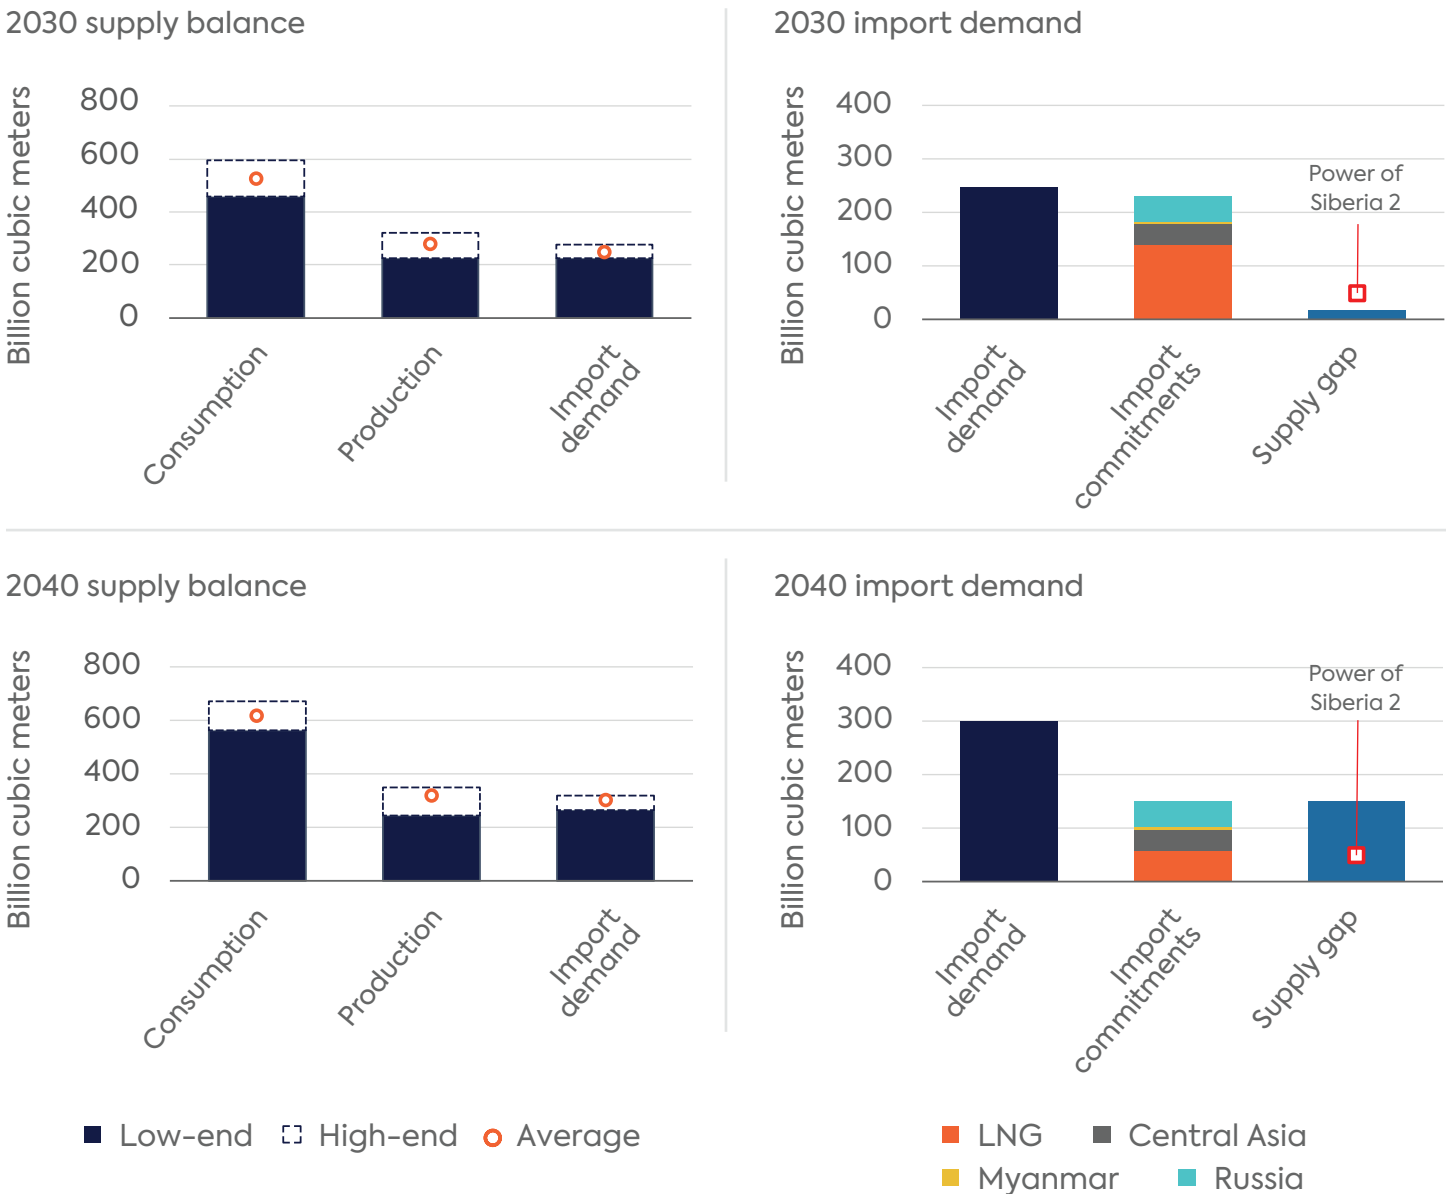 2030 supply balance
Billion cubic meters
800
600
400
200
0
Consumption
Production
Import
demand
2030 import demand
Billion cubic meters
400
300
200
100
0
Power of
Siberia 2
Import
demand
Import
commitments
Supply gap
2040 supply balance
Billion cubic meters
800
600
400
200
0
Consumption
Production
Import
demand
2040 import demand
Billion cubic meters
400
300
200
100
0
Power of
Siberia 2
Import
demand
Import
commitments
Supply gap
Low-end
High-end
Average
LNG
Central Asia
Myanmar
Russia